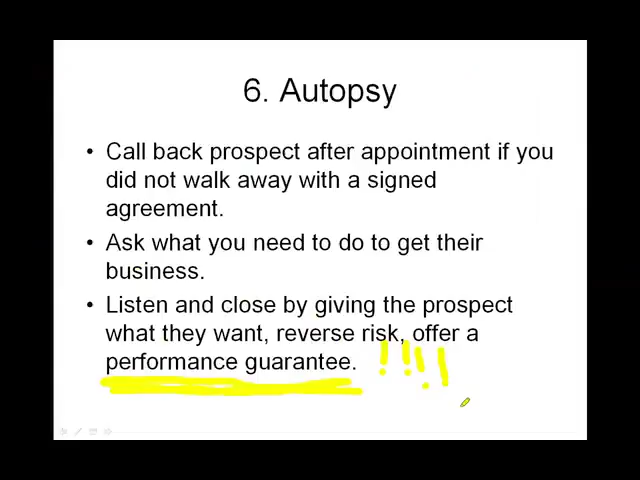 6. Autopsy
• Call back prospect after appointment if you
did not walk away with a signed
agreement.
• Ask what you need to do to get their
business.
• Listen and close by giving the prospect
what they want, reverse risk, offer a
performance guarantee.
!!!!